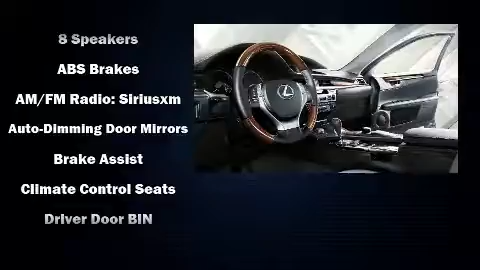 8 Speakers
ABS Brakes
AM/FM Radio: Siriusxm
Auto-Dimming Door Mirrors
Brake Assist
Climate Control Seats
Driver Door BIN